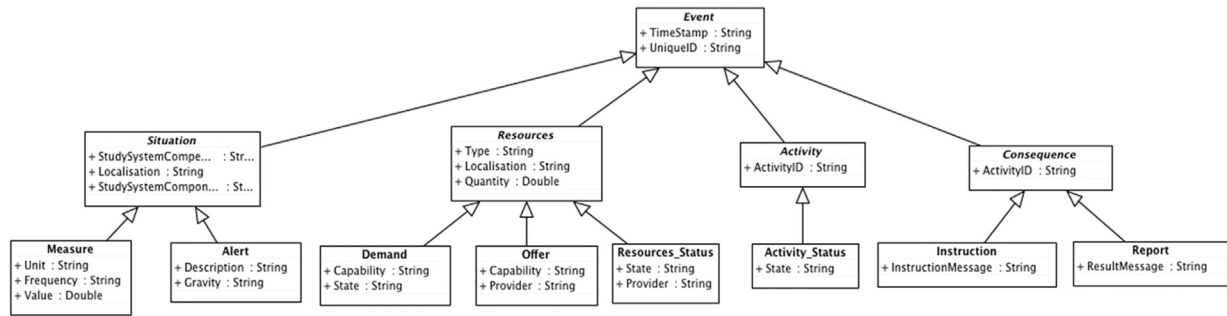 Event
+ TimeStamp : String
+ UniqueID : String
Situation
+ StudySystemCompe... : Str...
+ Localisation : String
+ StudySystemCompon... : St...
Resources
+ Type : String
+ Localisation : String
+ Quantity : Double
Activity
+ ActivityID : String
Consequence
+ ActivityID : String
Measure
+ Unit : String
+ Frequency : String
+ Value : Double
Alert
+ Description : String
+ Gravity : String
Demand
+ Capability : String
+ State : String
Offer
+ Capability : String
+ Provider : String
Resources_Status
+ State : String
+ Provider : String
Activity_Status
+ State : String
Instruction
+ InstructionMessage : String
Report
+ ResultMessage : String